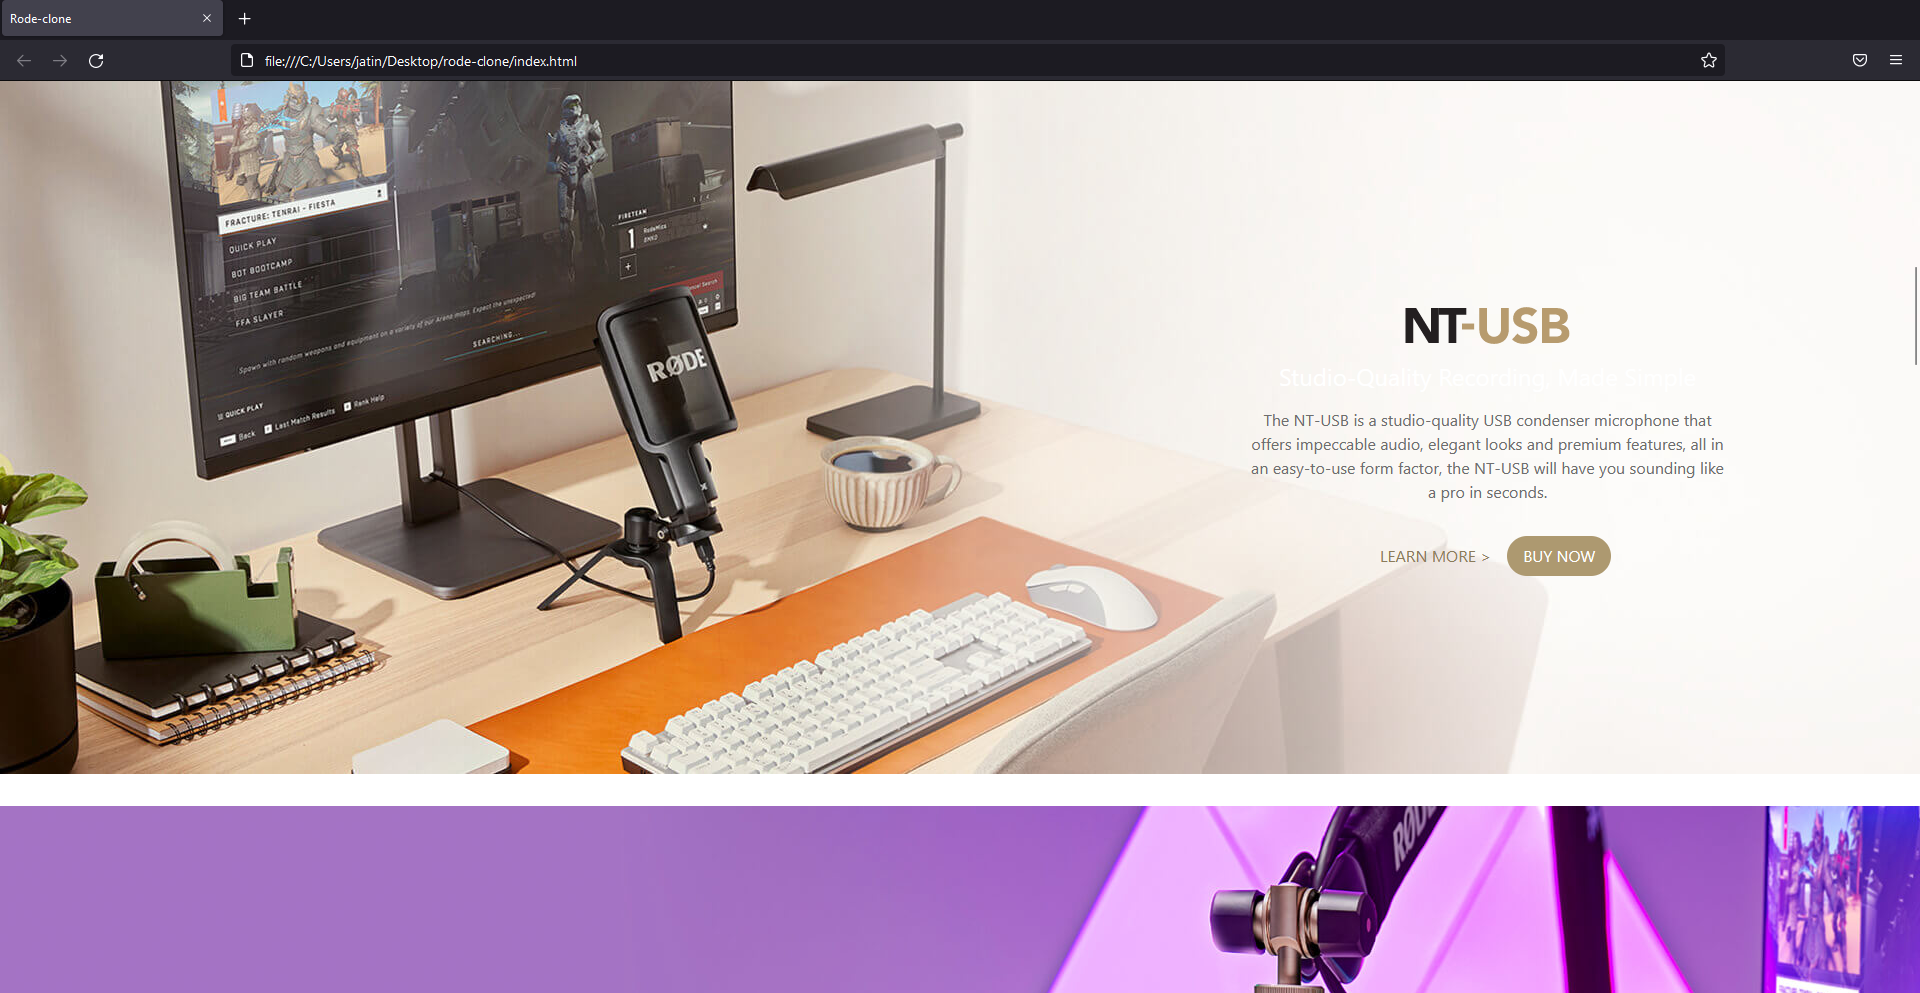 Rode-clone
file:///C:/Users/jatin/Desktop/rode-clone/index.html
FRACTURE: TENRAI - FIESTA
QUICK PLAY
BOT BOOTCAMP
BIG TEAM BATTLE
FFA SLAYER
Spawn with random weapons and equipment on a variety of our Arena maps. Expect the unexpected!
SEARCHING...
FIRETEAM
1
RodeMics
Cancel Search
QUICK PLAY
Back
Last Match Results
Rank Help
RØDE
NT-USB
Studio-Quality Recording, Made Simple
The NT-USB is a studio-quality USB condenser microphone that
offers impeccable audio, elegant looks and premium features, all in
an easy-to-use form factor, the NT-USB will have you sounding like
a pro in seconds.
LEARN MORE >
BUY NOW
RØDE